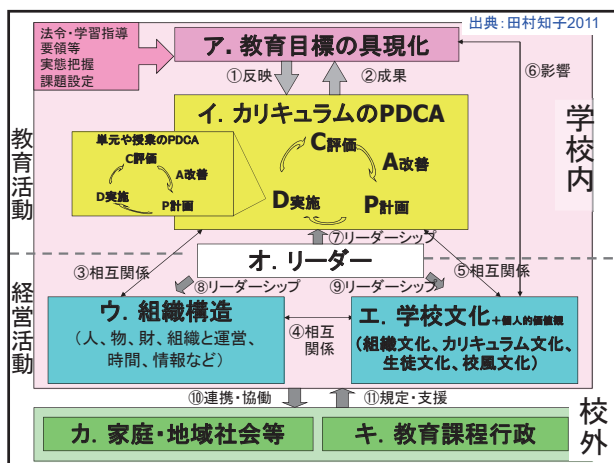 出典：田村知子2011
法令・学習指導
要領等
実態把握
課題設定
ア．教育目標の具現化
①反映
②成果
⑥影響
イ．カリキュラムのPDCA
単元や授業のPDCA
C評価
A改善
D実施
P計画
C評価
A改善
D実施
P計画
教育活動
学校内
⑦リーダーシップ
オ．リーダー
③相互関係
⑧リーダーシップ
⑨リーダーシップ
⑤相互関係
経営活動
ウ．組織構造
（人、物、財、組織と運営、
時間、情報など）
④相互
関係
エ．学校文化＋個人的価値観
（組織文化、カリキュラム文化、
生徒文化、校風文化）
⑩連携・協働
⑪規定・支援
校外
カ．家庭・地域社会等
キ．教育課程行政